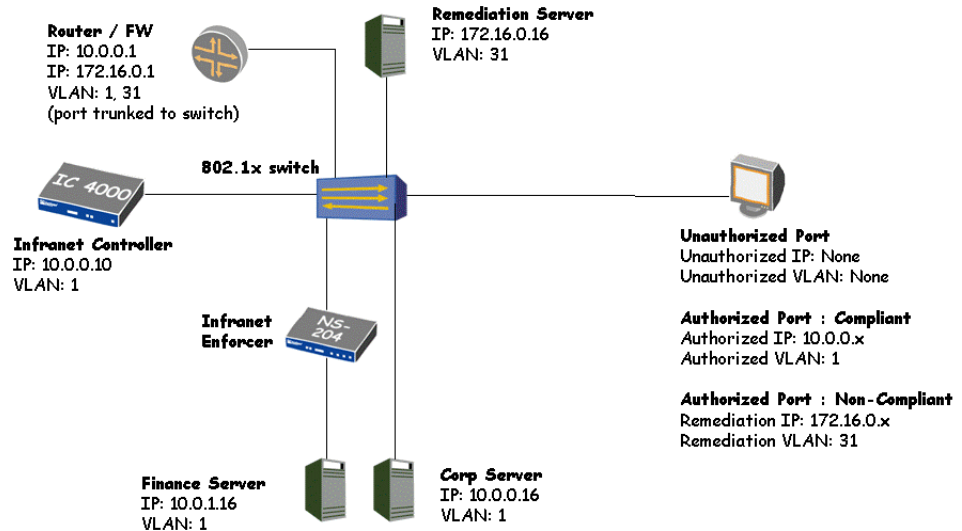 Router / FW
IP: 10.0.0.1
IP: 172.16.0.1
VLAN: 1, 31
(port trunked to switch)
Remediation Server
IP: 172.16.0.16
VLAN: 31
802.1x switch
IC 4000
Infranet Controller
IP: 10.0.0.10
VLAN: 1
Unauthorized Port
Unauthorized IP: None
Unauthorized VLAN: None
Authorized Port : Compliant
Authorized IP: 10.0.0.x
Authorized VLAN: 1
Authorized Port : Non-Compliant
Remediation IP: 172.16.0.x
Remediation VLAN: 31
Infranet
Enforcer
NS-
204
Finance Server
IP: 10.0.1.16
VLAN: 1
Corp Server
IP: 10.0.0.16
VLAN: 1